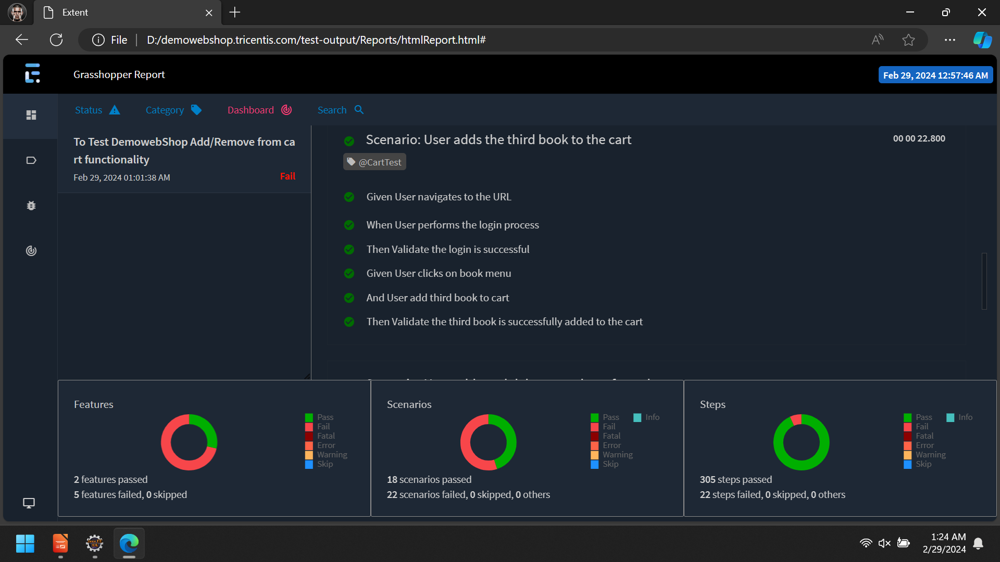 Extent
File
D:/demowebshop.tricentis.com/test-output/Reports/htmlReport.html#
Grasshopper Report
Feb 29, 2024 12:57:46 AM
Status
Category
Dashboard
Search
To Test DemowebShop Add/Remove from ca
rt functionality
Feb 29, 2024 01:01:38 AM
Fail
Scenario: User adds the third book to the cart
00 00 22.800
@CartTest
Given User navigates to the URL
When User performs the login process
Then Validate the login is successful
Given User clicks on book menu
And User add third book to cart
Then Validate the third book is successfully added to the cart
Features
Pass
Fail
Fatal
Error
Warning
Skip
2 features passed
5 features failed, 0 skipped
Scenarios
Pass
Info
Fail
Fatal
Error
Warning
Skip
18 scenarios passed
22 scenarios failed, 0 skipped, 0 others
Steps
Pass
Info
Fail
Fatal
Error
Warning
Skip
305 steps passed
22 steps failed, 0 skipped, 0 others
1:24 AM
2/29/2024